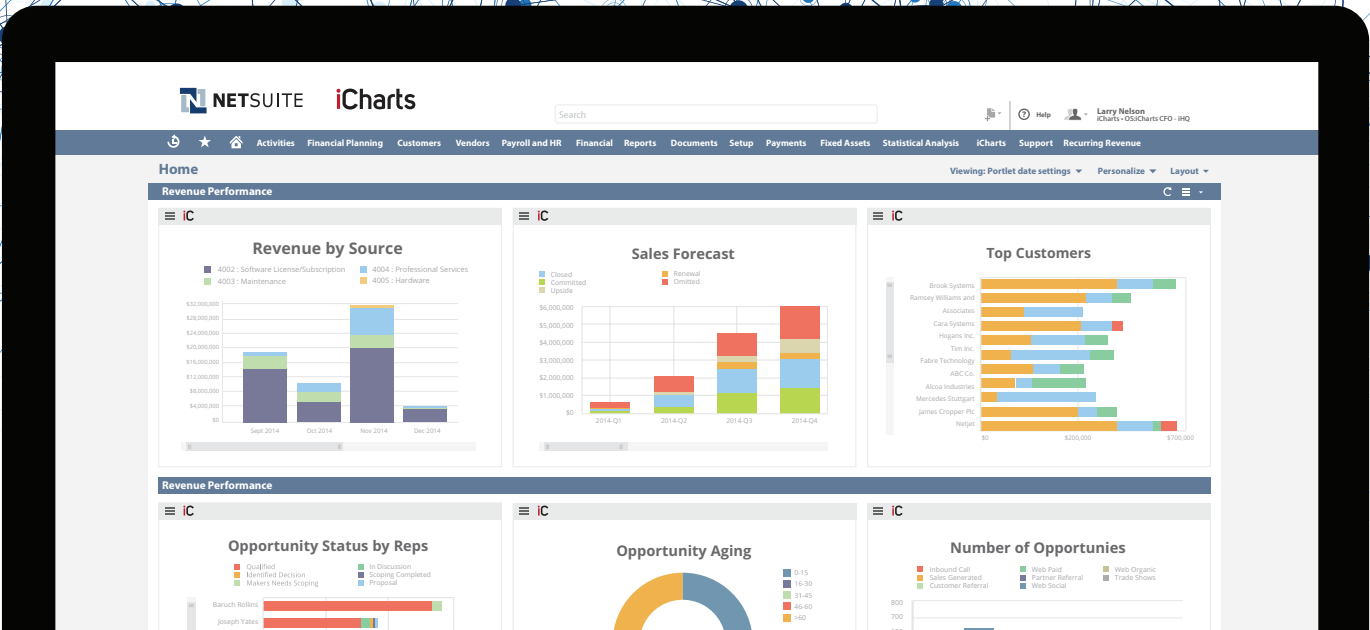 NETSUITE iCharts
Search
Help
Larry Nelson
iCharts • OS:iCharts CFO - iHQ
Activities Financial Planning Customers Vendors Payroll and HR Financial Reports Documents Setup Payments Fixed Assets Statistical Analysis iCharts Support Recurring Revenue
Home
Viewing: Portlet date settings Personalize Layout
Revenue Performance
iC
Revenue by Source
4002 : Software License/Subscription 4004 : Professional Services
4003 : Maintenance 4005 : Hardware
$32,000,000
$28,000,000
$24,000,000
$20,000,000
$16,000,000
$12,000,000
$8,000,000
$4,000,000
$0
Sept 2014 Oct 2014 Nov 2014 Dec 2014
iC
Sales Forecast
Closed Renewal
Committed Omitted
Upside
$6,000,000
$5,000,000
$4,000,000
$3,000,000
$2,000,000
$1,000,000
$0
2014-Q1 2014-Q2 2014-Q3 2014-Q4
iC
Top Customers
Brook Systems
Ramsey Williams and
Associates
Cara Systems
Hogans Inc.
Tim Inc.
Fabre Technology
ABC Co.
Alcoa Industries
Mercedes Stuttgart
James Cropper Plc
Netjet
$0 $200,000 $700,000
Revenue Performance
iC
Opportunity Status by Reps
Qualified In Discussion
Identified Decision Scoping Completed
Makers Needs Scoping Proposal
Baruch Rollins
Joseph Yates
iC
Opportunity Aging
0-15
16-30
31-45
46-60
>60
iC
Number of Opportunies
Inbound Call Web Paid Web Organic
Sales Generated Partner Referral Trade Shows
Customer Referral Web Social
800
700